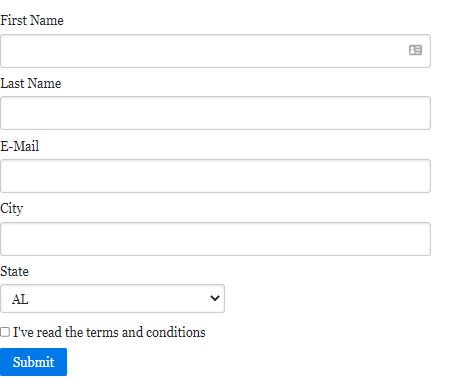 First Name
Last Name
E-Mail
City
State
AL
I've read the terms and conditions
Submit